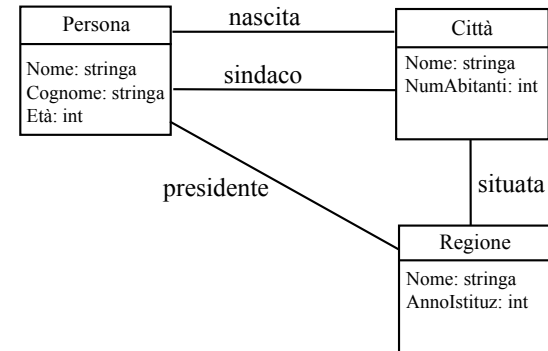 Persona
Nome: stringa
Cognome: stringa
Età: int
nascita
sindaco
Città
Nome: stringa
NumAbitanti: int
presidente
situata
Regione
Nome: stringa
AnnoIstituz: int